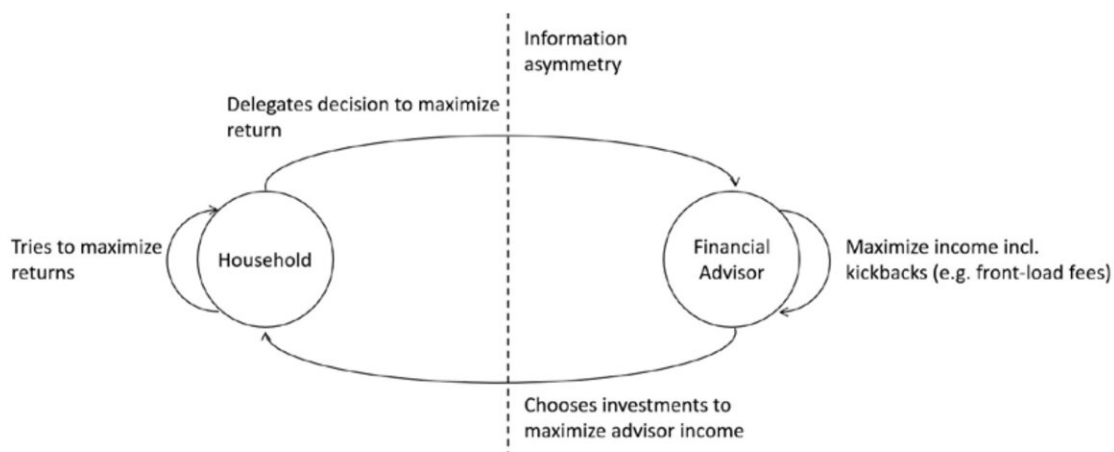 Information
asymmetry
Delegates decision to maximize
return
Tries to maximize
returns
Household
Financial
Advisor
Maximize income incl.
kickbacks (e.g. front-load fees)
Chooses investments to
maximize advisor income